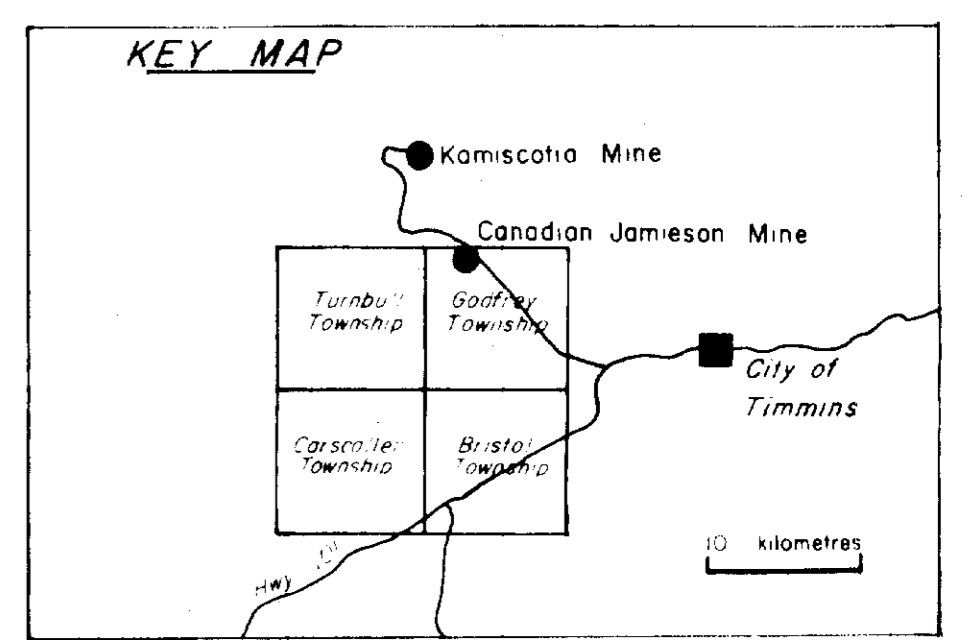 KEY MAP
Kamiscotia Mine
Canadian Jamieson Mine
Turnbull
Township
Godfrey
Township
City of
Timmins
Carscallen
Township
Bristol
Township
10 kilometres
Hwy 101